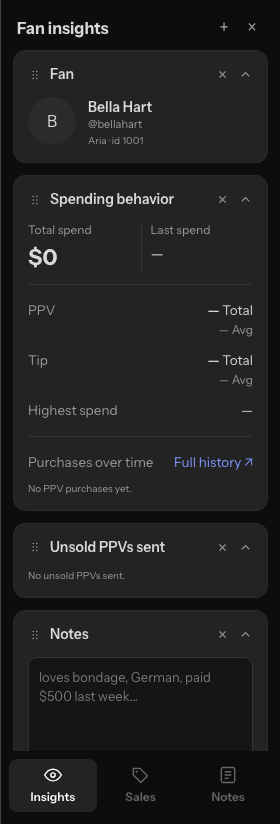 Fan insights
Fan
B
Bella Hart
@bellahart
Aria · id 1001
Spending behavior
Total spend
Last spend
$0
—
PPV
— Total
— Avg
Tip
— Total
— Avg
Highest spend
—
Purchases over time
Full history ↗
No PPV purchases yet.
Unsold PPVs sent
No unsold PPVs sent.
Notes
loves bondage, German, paid
$500 last week...
Insights
Sales
Notes